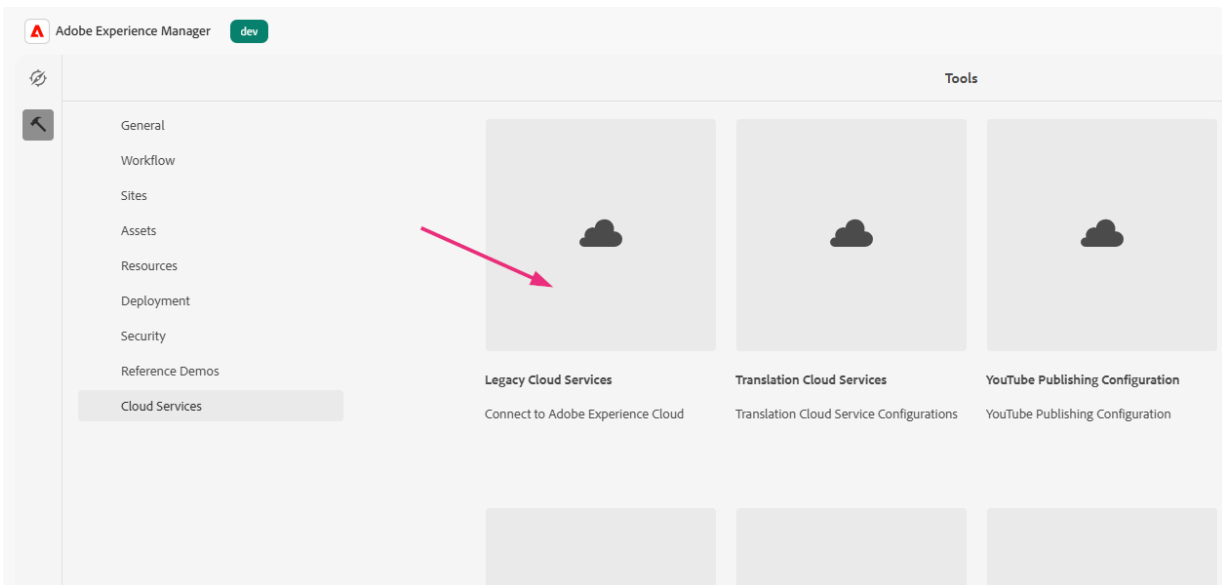 Adobe Experience Manager dev
Tools
General
Workflow
Sites
Assets
Resources
Deployment
Security
Reference Demos
Cloud Services
Legacy Cloud Services
Connect to Adobe Experience Cloud
Translation Cloud Services
Translation Cloud Service Configurations
YouTube Publishing Configuration
YouTube Publishing Configuration